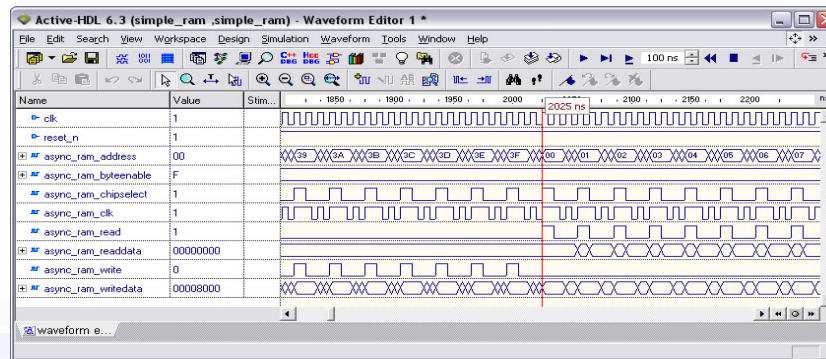 Active-HDL 6.3 (simple_ram ,simple_ram) - Waveform Editor 1 *
File Edit Search View Workspace Design Simulation Waveform Tools Window Help
100 ns
Name Value Stim... 1850 1900 1950 2000 2100 2150 2200
2025 ns
clk 1
reset_n 1
async_ram_address 00 39 3A 3B 3C 3D 3E 3F 00 01 02 03 04 05 06 07
async_ram_byteenable F
async_ram_chipselect 1
async_ram_clk 1
async_ram_read 1
async_ram_readdata 00000000
async_ram_write 0
async_ram_writedata 00008000
waveform e...